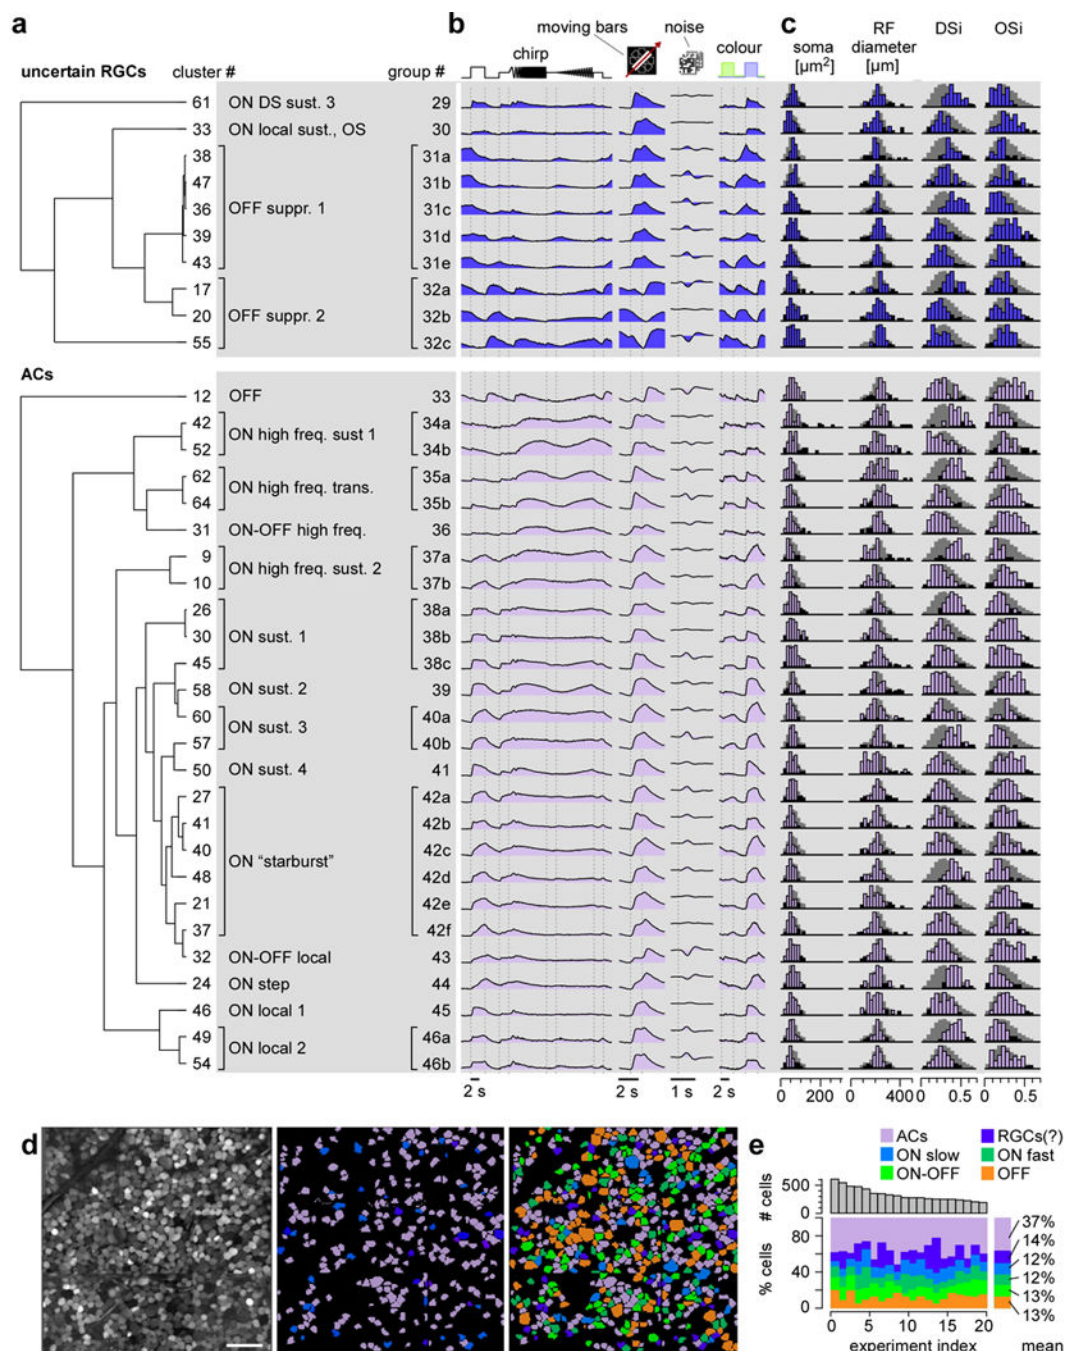 a
b
c
moving bars
noise
chirp
colour
soma
[µm²]
RF
diameter
[µm]
DSi
OSi
uncertain RGCs
cluster #
group #
61 ON DS sust. 3 29
33 ON local sust., OS 30
38 31a
47 31b
36 OFF suppr. 1 31c
39 31d
43 31e
17 32a
20 OFF suppr. 2 32b
55 32c
ACs
12 OFF 33
42 34a
ON high freq. sust 1
52 34b
62 35a
ON high freq. trans.
64 35b
31 ON-OFF high freq. 36
9 37a
ON high freq. sust. 2
10 37b
26 38a
30 ON sust. 1 38b
45 38c
58 ON sust. 2 39
60 40a
ON sust. 3
57 40b
50 ON sust. 4 41
27 42a
41 42b
40 ON “starburst” 42c
48 42d
21 42e
37 42f
32 ON-OFF local 43
24 ON step 44
46 ON local 1 45
49 46a
ON local 2
54 46b
2 s
2 s
1 s
2 s
0 200
0 400
0 0.5
0 0.5
d
e
ACs
RGCs(?)
ON slow
ON fast
ON-OFF
OFF
# cells
500
0
% cells
80
40
0
37%
14%
12%
12%
13%
13%
0 5 10 15 20
experiment index
mean